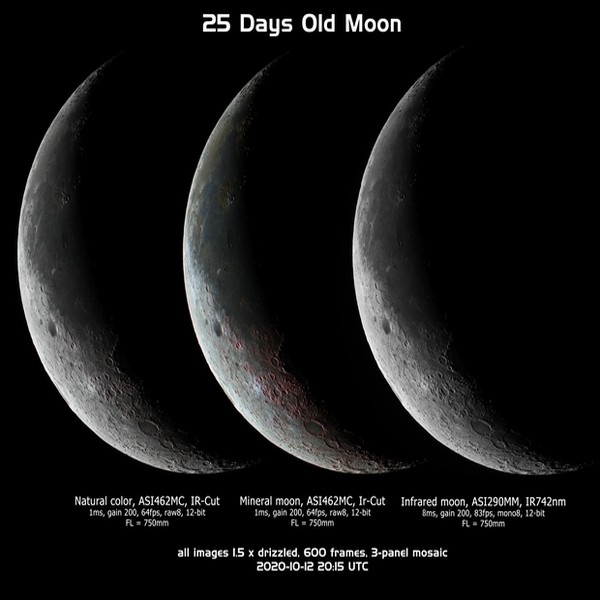 25 Days Old Moon
Natural color, ASI462MC, IR-Cut
1ms, gain 200, 64fps, raw8, 12-bit
FL = 750mm
Mineral moon, ASI462MC, Ir-Cut
1ms, gain 200, 64fps, raw8, 12-bit
FL = 750mm
Infrared moon, ASI290MM, IR742nm
8ms, gain 200, 83fps, mono8, 12-bit
FL = 750mm
all images 1.5 x drizzled, 600 frames, 3-panel mosaic
2020-10-12 20:15 UTC